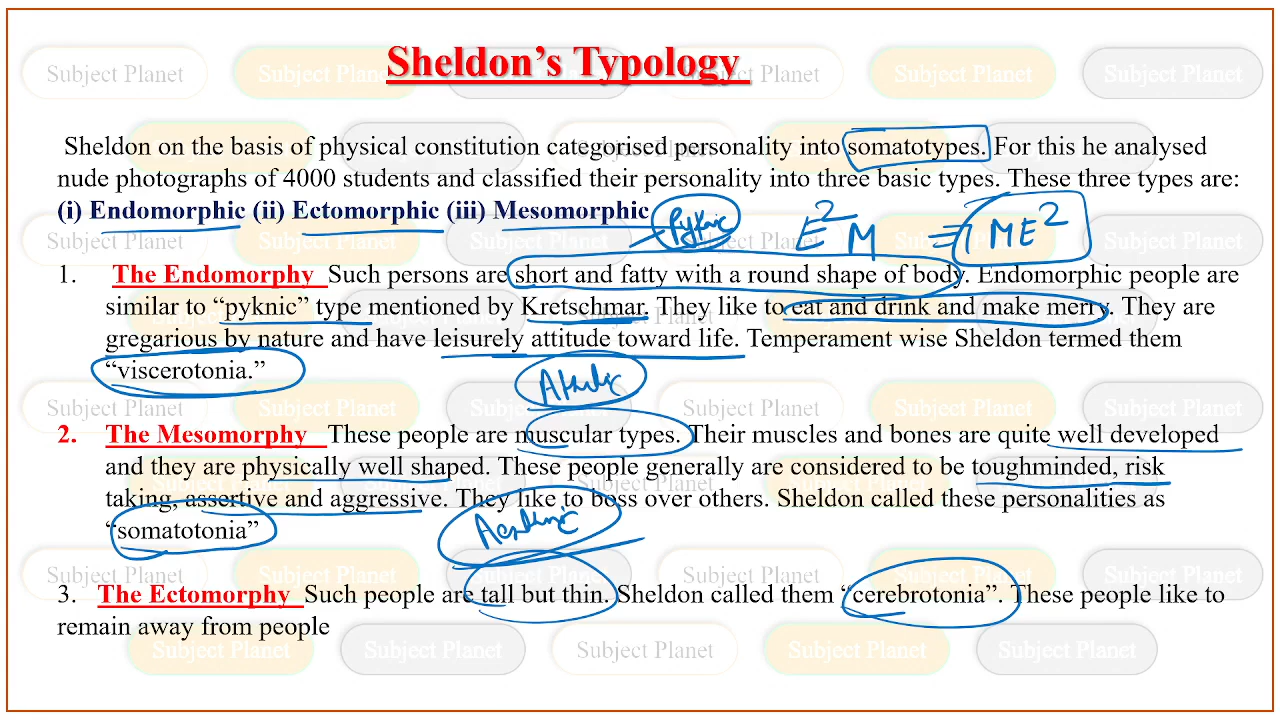 Sheldon's Typology
Sheldon on the basis of physical constitution categorised personality into somatotypes. For this he analysed
nude photographs of 4000 students and classified their personality into three basic types. These three types are:
(i) Endomorphic (ii) Ectomorphic (iii) Mesomorphic
Pyknic E² M = ME²
1. The Endomorphy Such persons are short and fatty with a round shape of body. Endomorphic people are
similar to “pyknic” type mentioned by Kretschmar. They like to eat and drink and make merry. They are
gregarious by nature and have leisurely attitude toward life. Temperament wise Sheldon termed them
“viscerotonia.”
2. The Mesomorphy These people are muscular types. Their muscles and bones are quite well developed
and they are physically well shaped. These people generally are considered to be toughminded, risk
taking, assertive and aggressive. They like to boss over others. Sheldon called these personalities as
“somatotonia”
3. The Ectomorphy Such people are tall but thin. Sheldon called them “cerebrotonia”. These people like to
remain away from people
Subject Planet Subject Planet Subject Planet Subject Planet